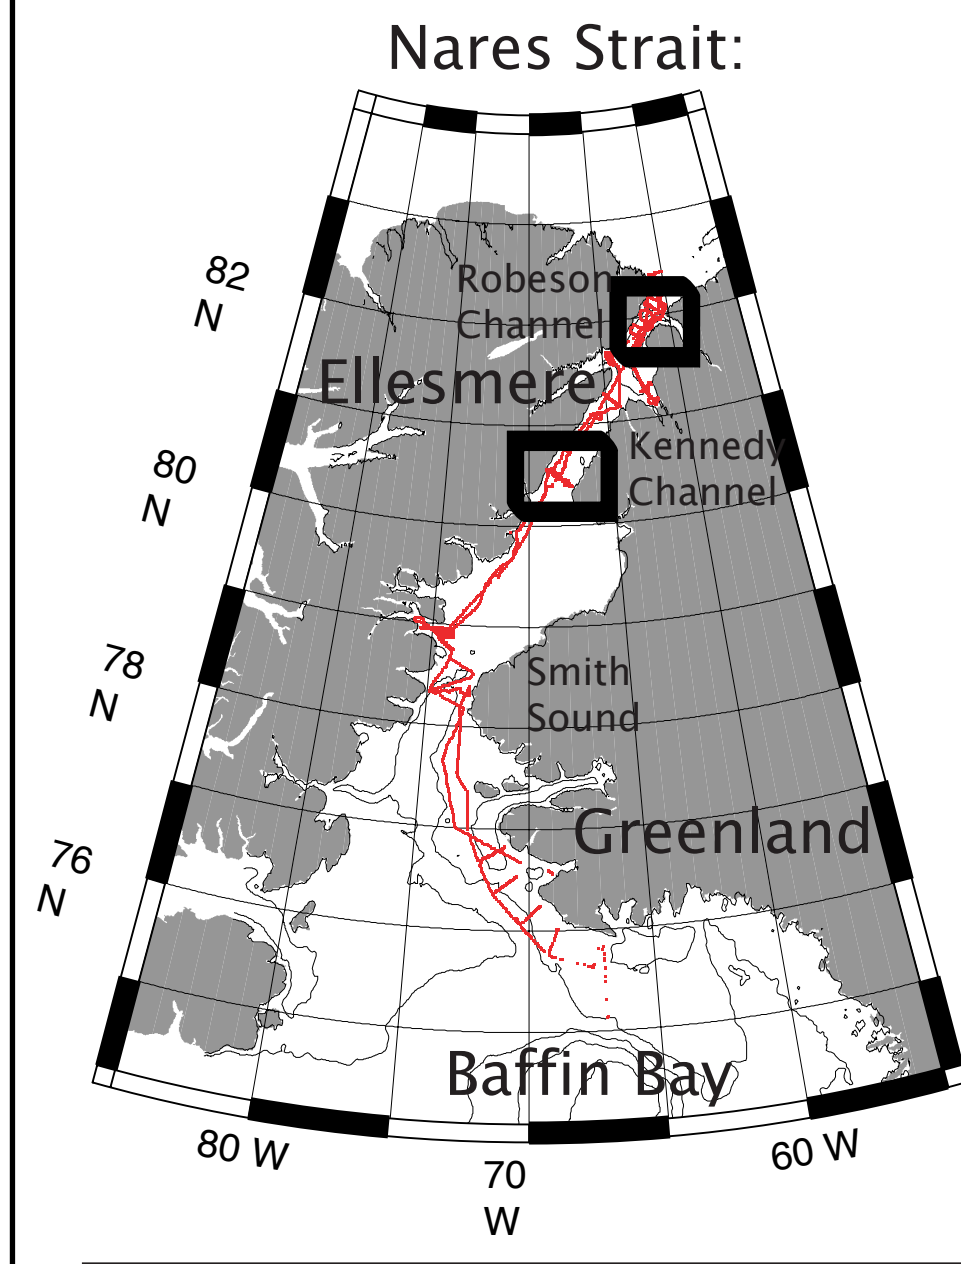 Nares Strait:
82
N
Robeson
Channel
Ellesmere
80
N
Kennedy
Channel
78
N
Smith
Sound
76
N
Greenland
Baffin Bay
80 W
70
W
60 W